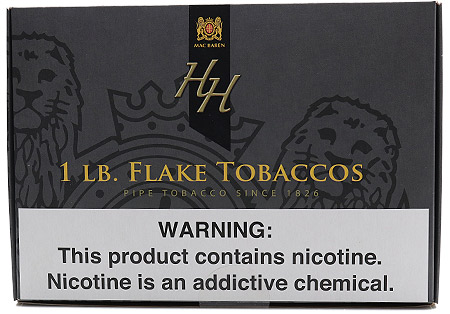 MAC BAREN
HH
1 LB. FLAKE TOBACCOS
PIPE TOBACCO SINCE 1826
WARNING:
This product contains nicotine.
Nicotine is an addictive chemical.